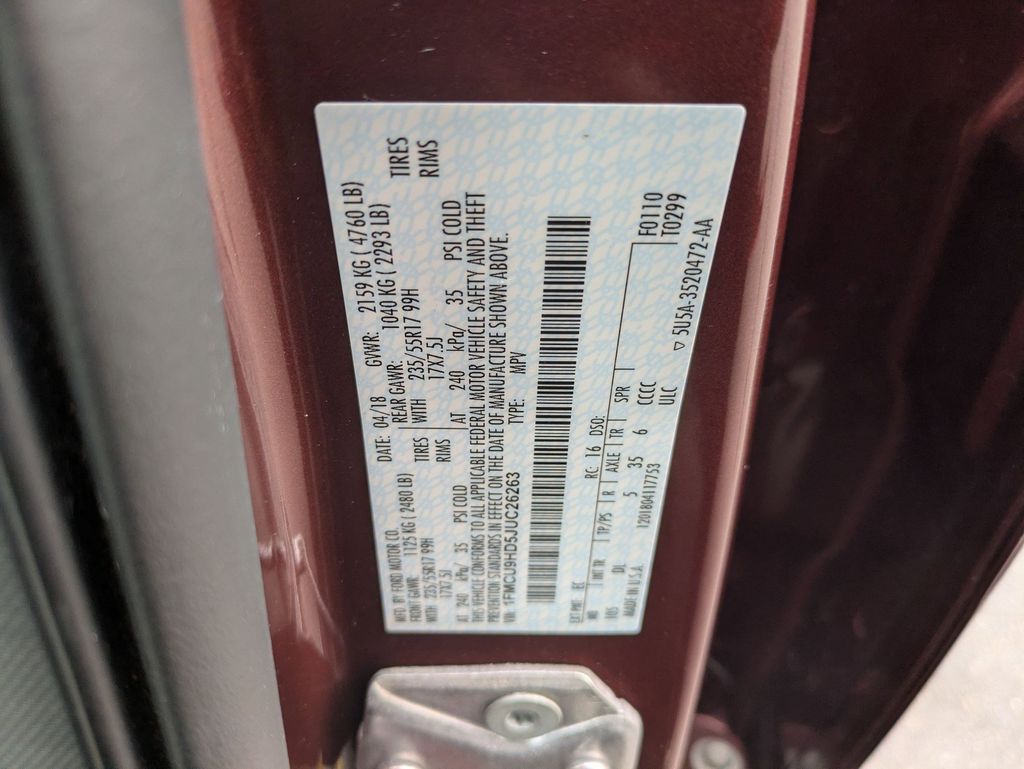 MFD. BY FORD MOTOR CO.
DATE: 04/18 GVWR: 2159 KG ( 4760 LB)
FRONT GAWR: 1125 KG ( 2480 LB) REAR GAWR: 1040 KG ( 2293 LB)
WITH 235/55R17 99H TIRES WITH 235/55R17 99H TIRES
17X7.5J RIMS 17X7.5J RIMS
AT 240 kPa/ 35 PSI COLD AT 240 kPa/ 35 PSI COLD
THIS VEHICLE CONFORMS TO ALL APPLICABLE FEDERAL MOTOR VEHICLE SAFETY AND THEFT
PREVENTION STANDARDS IN EFFECT ON THE DATE OF MANUFACTURE SHOWN ABOVE.
VIN: 1FMCU9HD5JUC26263 TYPE: MPV
EXT PNT: RC: 16 DSO:
WB INT TR TP/PS R AXLE TR SPR F0110
105 DL 5 35 6 CCCC T0299
MADE IN U.S.A. 1201804117753 ULC
▽ 5U5A-3520472-AA